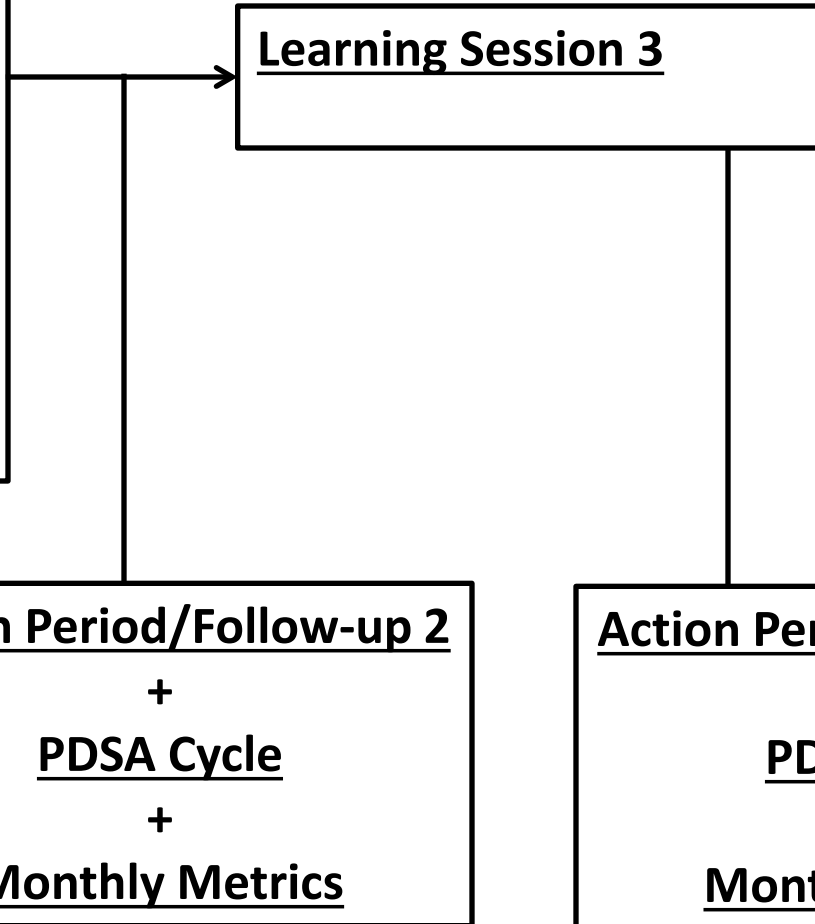 Learning Session 3
n Period/Follow-up 2
+
PDSA Cycle
+
Monthly Metrics
Action Per
PD
Mont